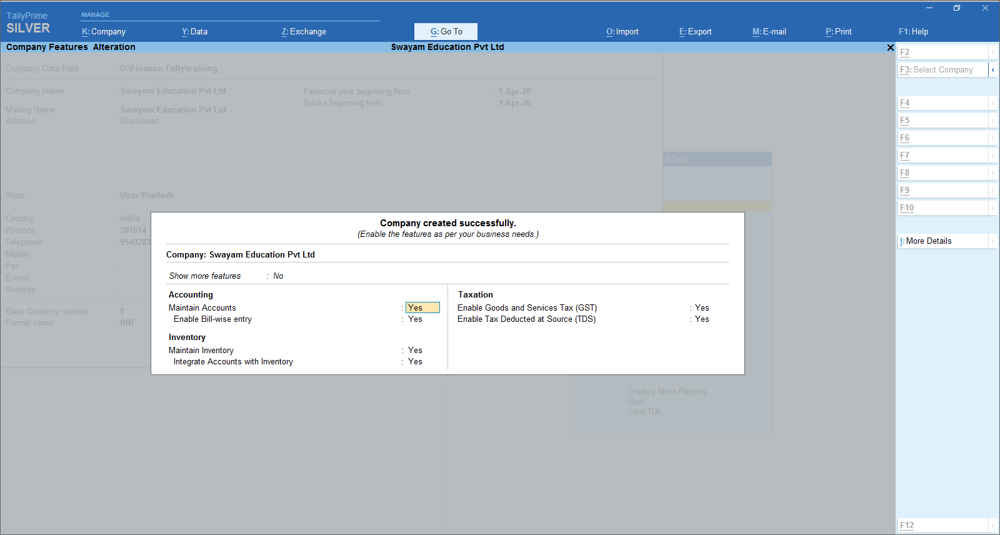 TallyPrime
SILVER
MANAGE
K: Company
Y: Data
Z: Exchange
G: Go To
O: Import
E: Export
M: E-mail
P: Print
F1: Help
Company Features Alteration
Swayam Education Pvt Ltd
F2
F3: Select Company
F4
F5
F6
F7
F8
F9
F10
I: More Details
F12
Company Data Path : D:\Finance-Tally\training
Company Name : Swayam Education Pvt Ltd
Financial year beginning from : 1-Apr-20
Books beginning from : 1-Apr-20
Mailing Name : Swayam Education Pvt Ltd
Address : Ghaziabad
of Tally
State : Uttar Pradesh
Country : India
Pincode : 201014
Telephone : 9540283
Mobile :
Fax :
E-mail :
Website :
Base Currency symbol : ₹
Formal name : INR
Company created successfully.
(Enable the features as per your business needs.)
Company: Swayam Education Pvt Ltd
Show more features : No
Accounting
Maintain Accounts : Yes
Enable Bill-wise entry : Yes
Inventory
Maintain Inventory : Yes
Integrate Accounts with Inventory : Yes
Taxation
Enable Goods and Services Tax (GST) : Yes
Enable Tax Deducted at Source (TDS) : Yes
Display More Reports
Quit
First TDL